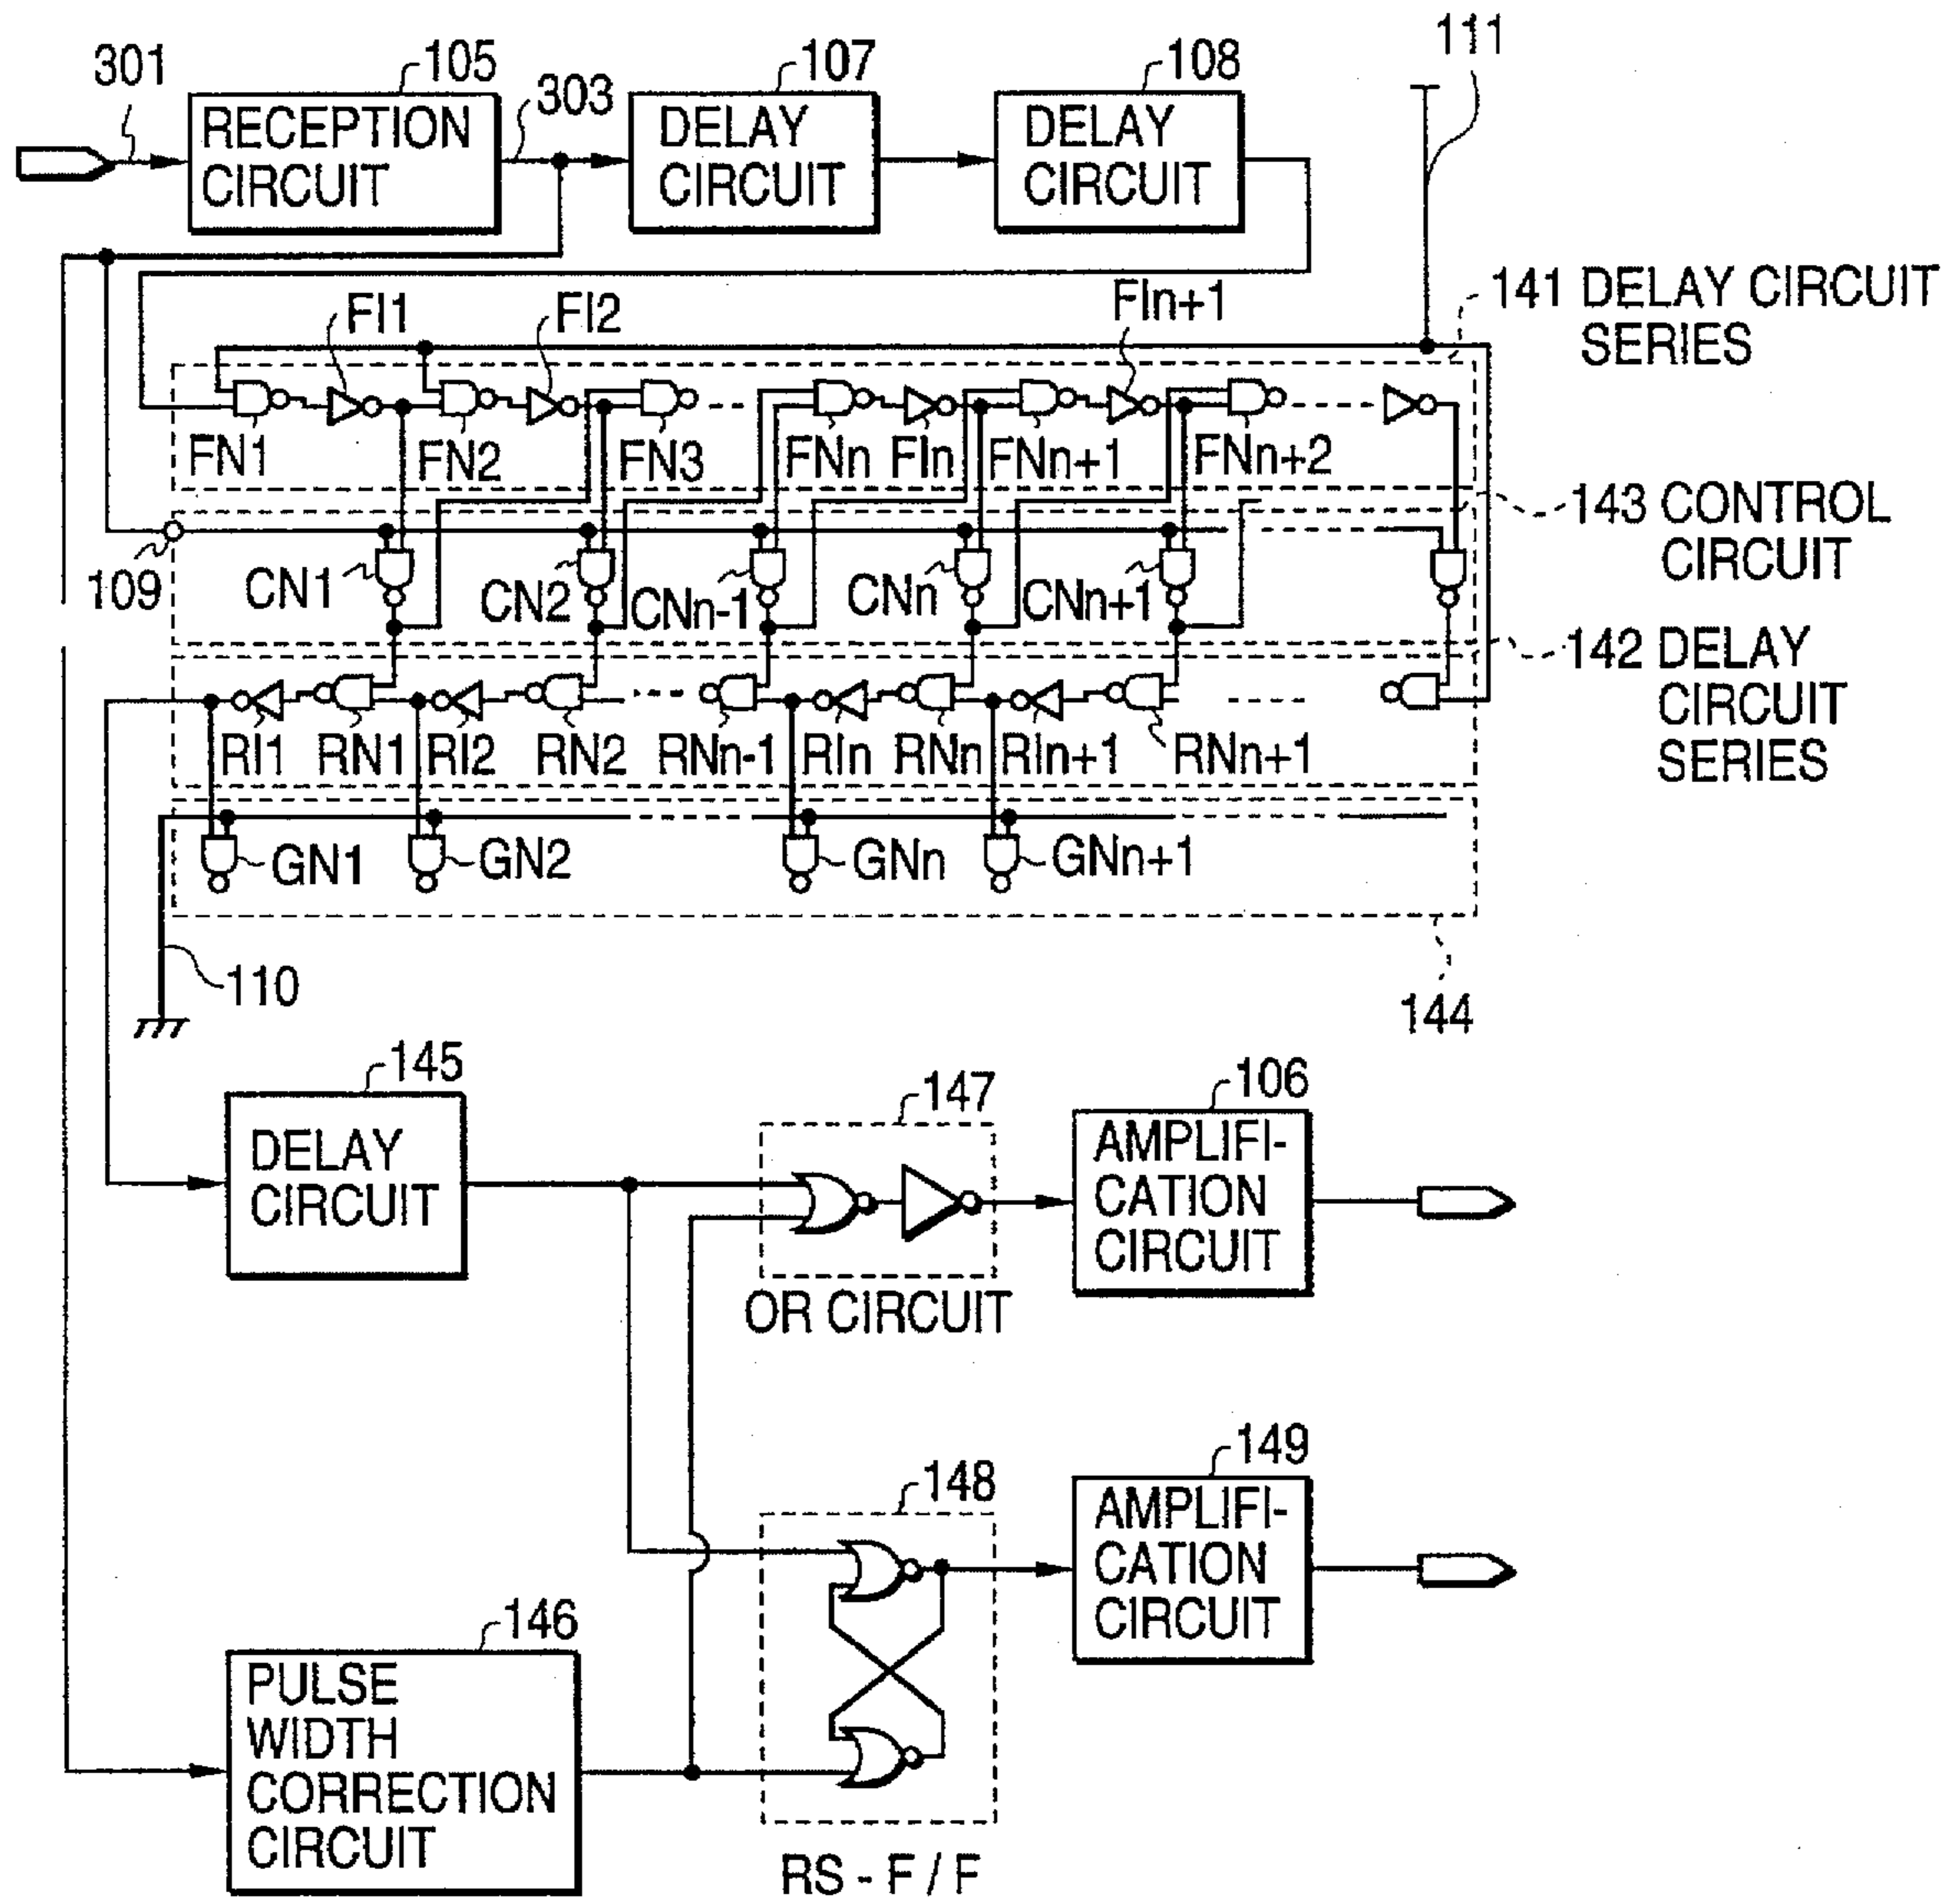 301
105
303
107
108
111
RECEPTION
CIRCUIT
DELAY
CIRCUIT
DELAY
CIRCUIT
FI1
FI2
FIn+1
141 DELAY CIRCUIT
SERIES
FN1
FN2
FN3
FNn
FIn
FNn+1
FNn+2
143 CONTROL
CIRCUIT
109
CN1
CN2
CNn-1
CNn
CNn+1
142 DELAY
CIRCUIT
SERIES
RI1
RN1
RI2
RN2
RNn-1
RIn
RNn
RIn+1
RNn+1
GN1
GN2
GNn
GNn+1
110
144
145
147
106
DELAY
CIRCUIT
AMPLIFI-
CATION
CIRCUIT
OR CIRCUIT
148
149
AMPLIFI-
CATION
CIRCUIT
146
PULSE
WIDTH
CORRECTION
CIRCUIT
RS - F / F